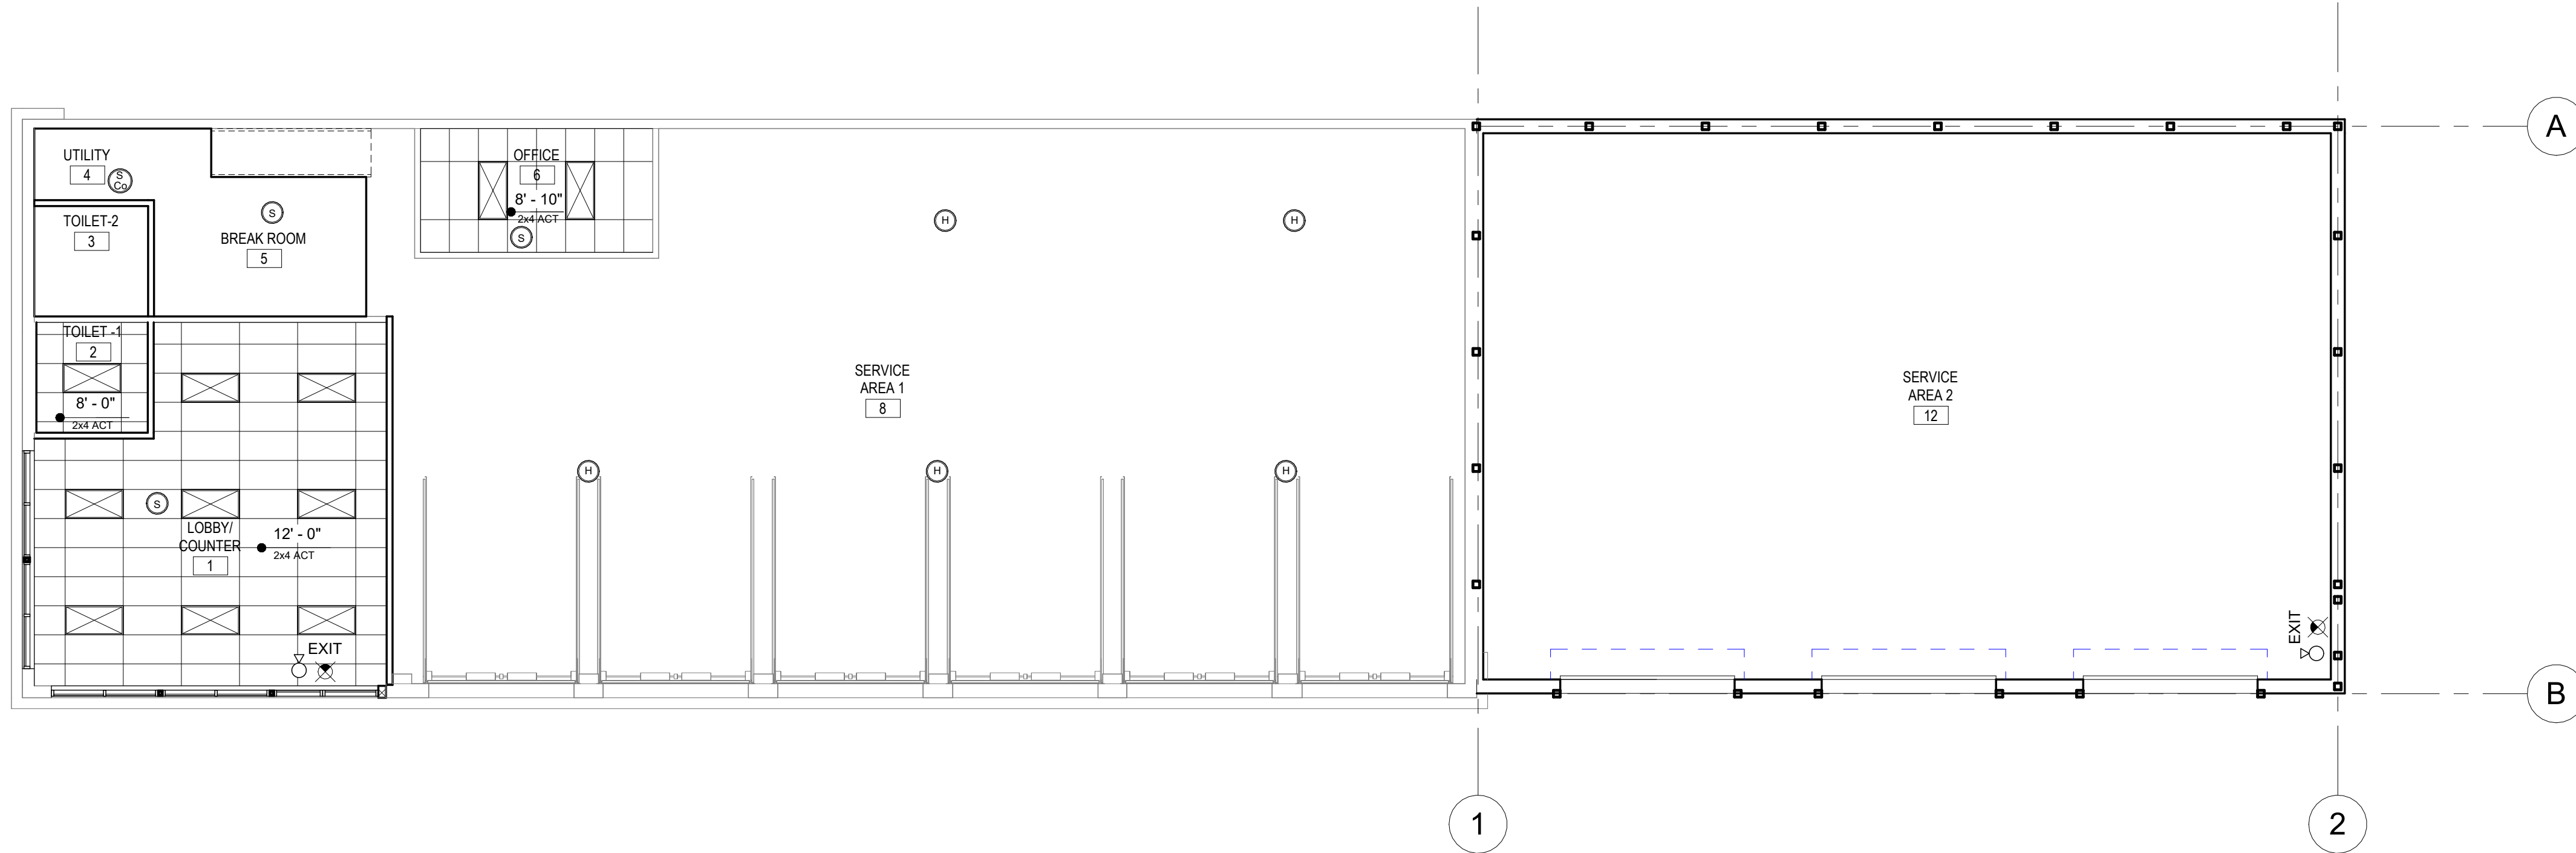 A
UTILITY
4
S
Co
OFFICE
6
8' - 10"
2x4 ACT
S
TOILET-2
3
S
BREAK ROOM
5
H
H
TOILET -1
2
8' - 0"
2x4 ACT
SERVICE
AREA 1
8
SERVICE
AREA 2
12
H
H
H
S
LOBBY/
COUNTER
1
12' - 0"
2x4 ACT
EXIT
EXIT
B
1
2